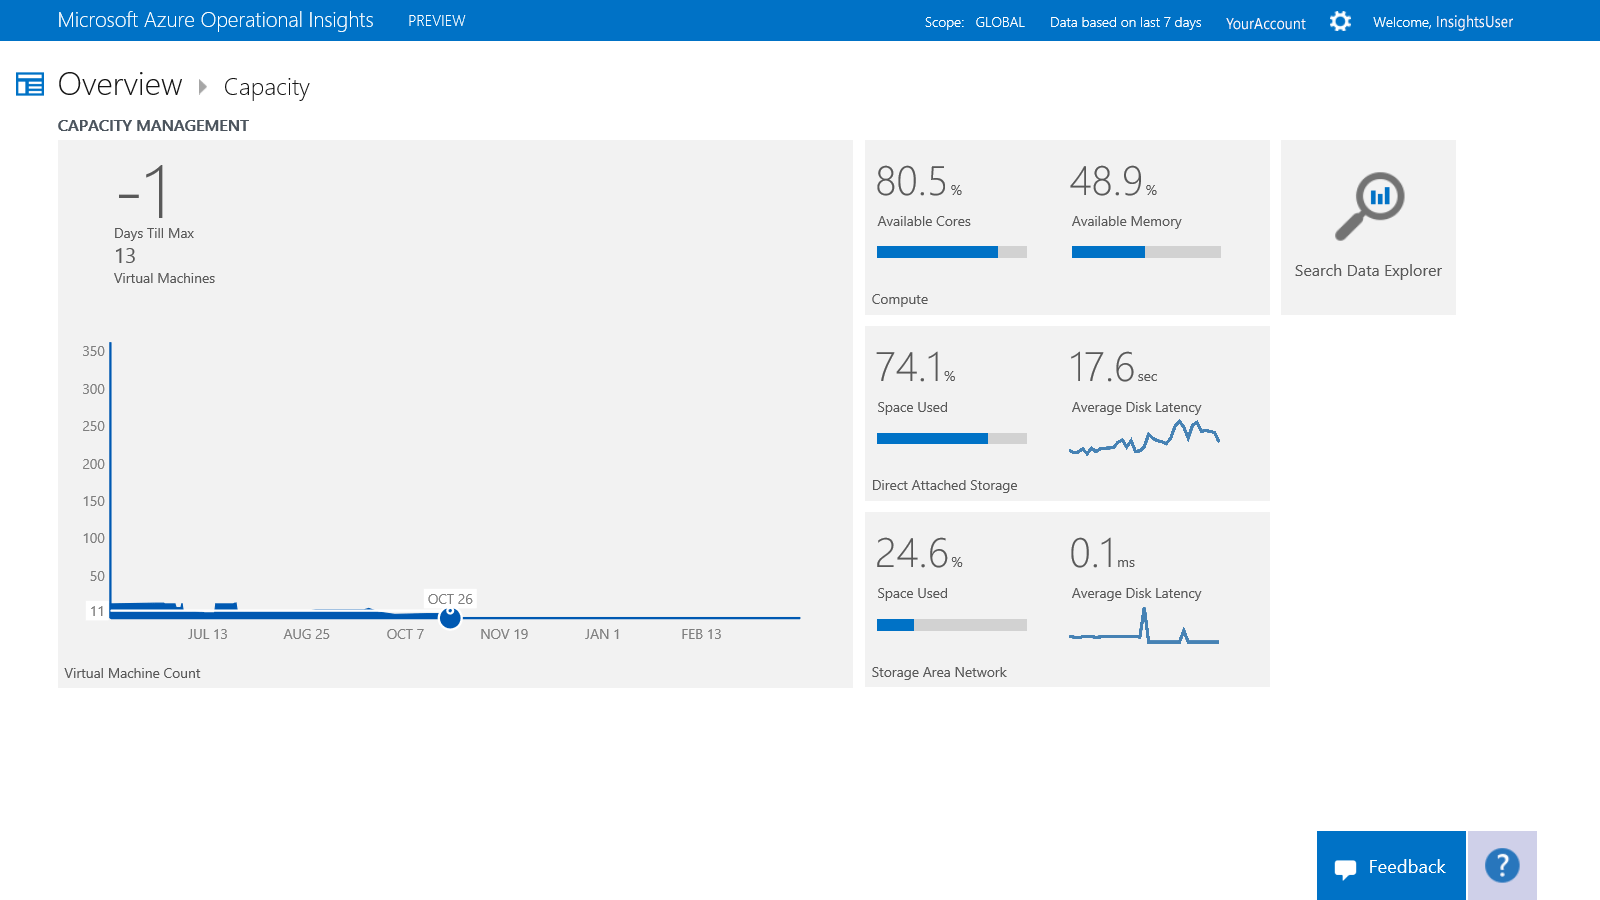 Microsoft Azure Operational Insights PREVIEW Scope: GLOBAL Data based on last 7 days YourAccount Welcome, InsightsUser
Overview Capacity
CAPACITY MANAGEMENT
-1
Days Till Max
13
Virtual Machines
350
300
250
200
150
100
50
11
OCT 26
JUL 13 AUG 25 OCT 7 NOV 19 JAN 1 FEB 13
Virtual Machine Count
80.5 % 48.9 %
Available Cores Available Memory
Compute
74.1 % 17.6 sec
Space Used Average Disk Latency
Direct Attached Storage
24.6 % 0.1 ms
Space Used Average Disk Latency
Storage Area Network
Search Data Explorer
Feedback ?